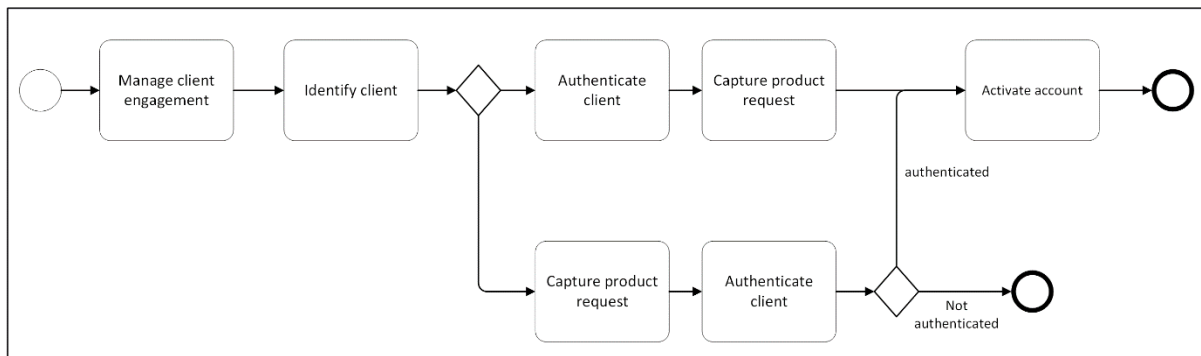 Manage client
engagement
Identify client
Authenticate
client
Capture product
request
Activate account
authenticated
Capture product
request
Authenticate
client
Not
authenticated